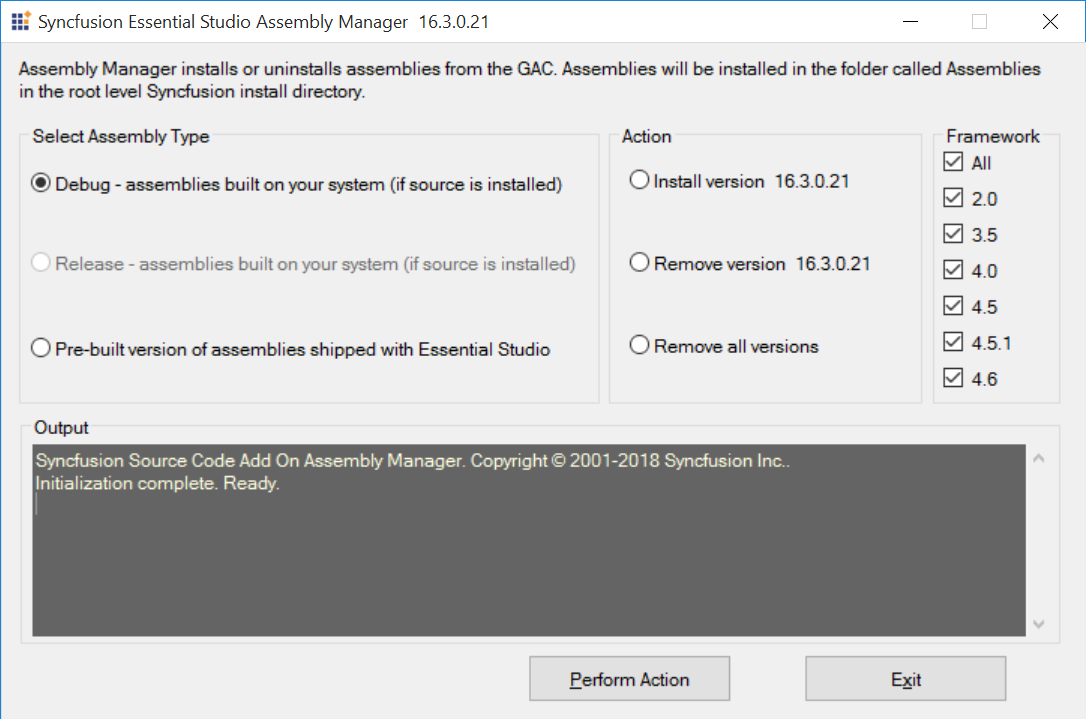 Syncfusion Essential Studio Assembly Manager 16.3.0.21
Assembly Manager installs or uninstalls assemblies from the GAC. Assemblies will be installed in the folder called Assemblies
in the root level Syncfusion install directory.
Select Assembly Type
Debug - assemblies built on your system (if source is installed)
Release - assemblies built on your system (if source is installed)
Pre-built version of assemblies shipped with Essential Studio
Action
Install version 16.3.0.21
Remove version 16.3.0.21
Remove all versions
Framework
All
2.0
3.5
4.0
4.5
4.5.1
4.6
Output
Syncfusion Source Code Add On Assembly Manager. Copyright © 2001-2018 Syncfusion Inc..
Initialization complete. Ready.
Perform Action
Exit